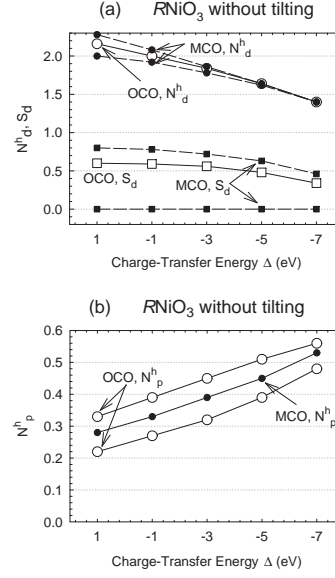 (a) RNiO3 without tilting
N^h_d, S_d
2.0
1.5
1.0
0.5
0.0
MCO, N^h_d
OCO, N^h_d
OCO, S_d
MCO, S_d
1 -1 -3 -5 -7
Charge-Transfer Energy Δ (eV)
(b) RNiO3 without tilting
N^h_p
0.6
0.5
0.4
0.3
0.2
0.1
0.0
OCO, N^h_p
MCO, N^h_p
1 -1 -3 -5 -7
Charge-Transfer Energy Δ (eV)